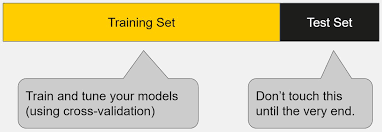 Training Set
Test Set
Train and tune your models
(using cross-validation)
Don't touch this
until the very end.